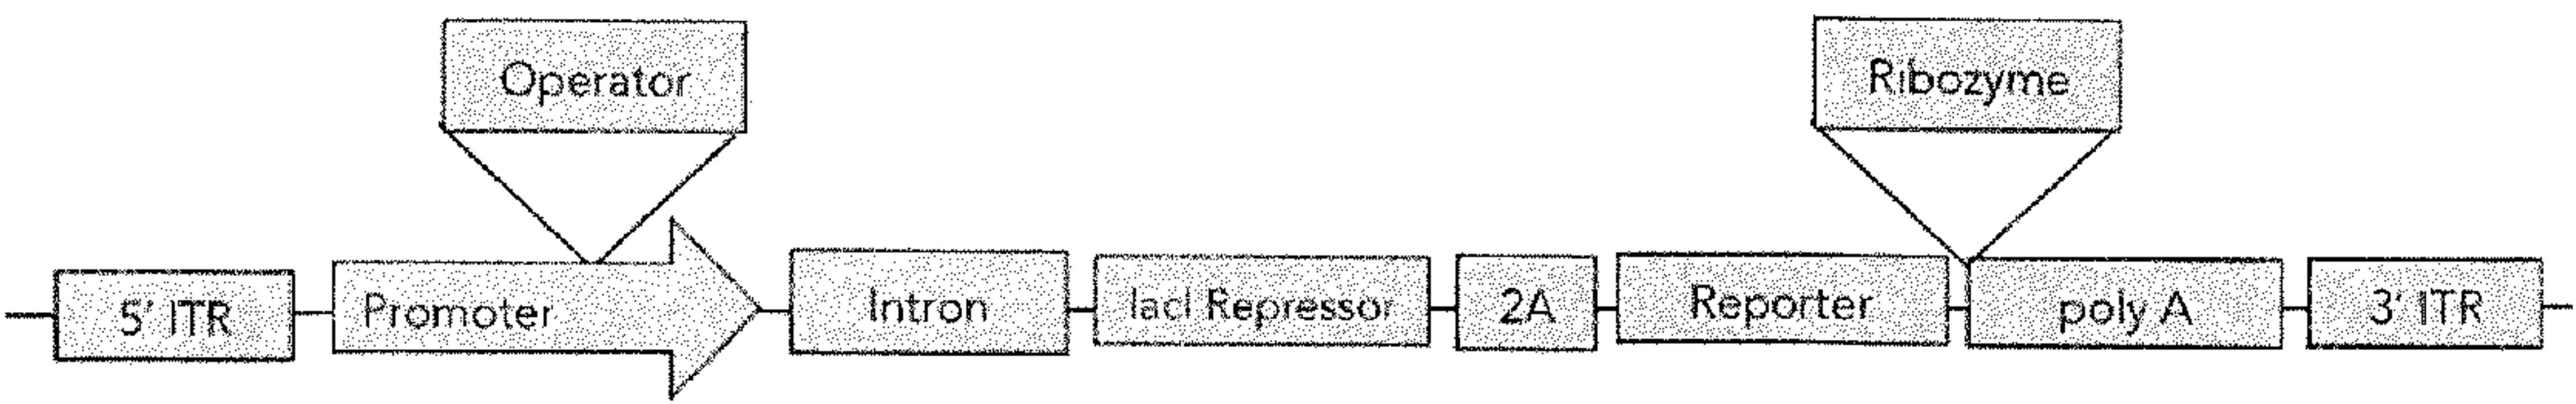 Operator
Ribozyme
5' ITR
Promoter
Intron
lacI Repressor
2A
Reporter
poly A
3' ITR